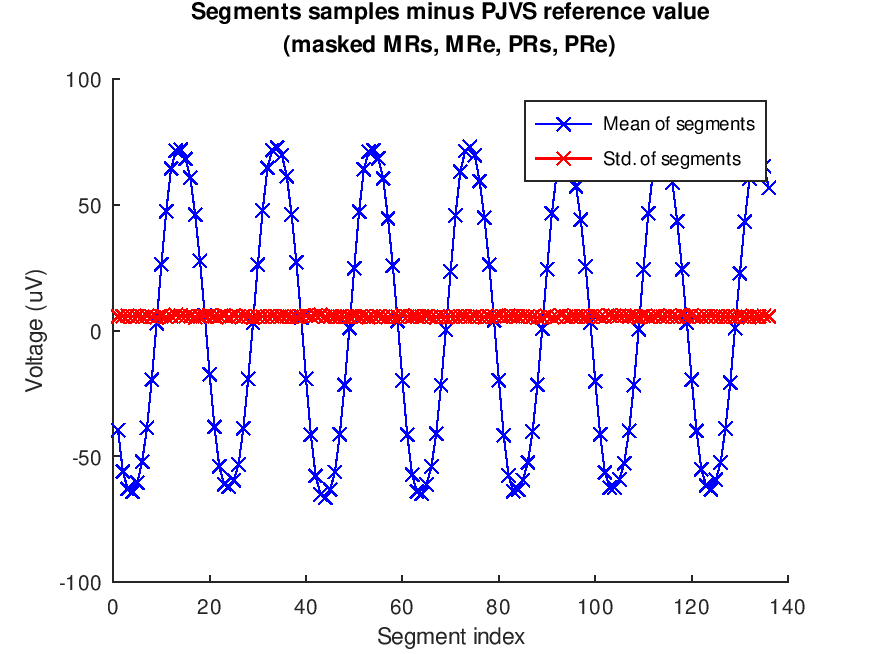 Segments samples minus PJVS reference value
(masked MRs, MRe, PRs, PRe)
100
50
0
-50
-100
Voltage (uV)
Mean of segments
Std. of segments
0 20 40 60 80 100 120 140
Segment index